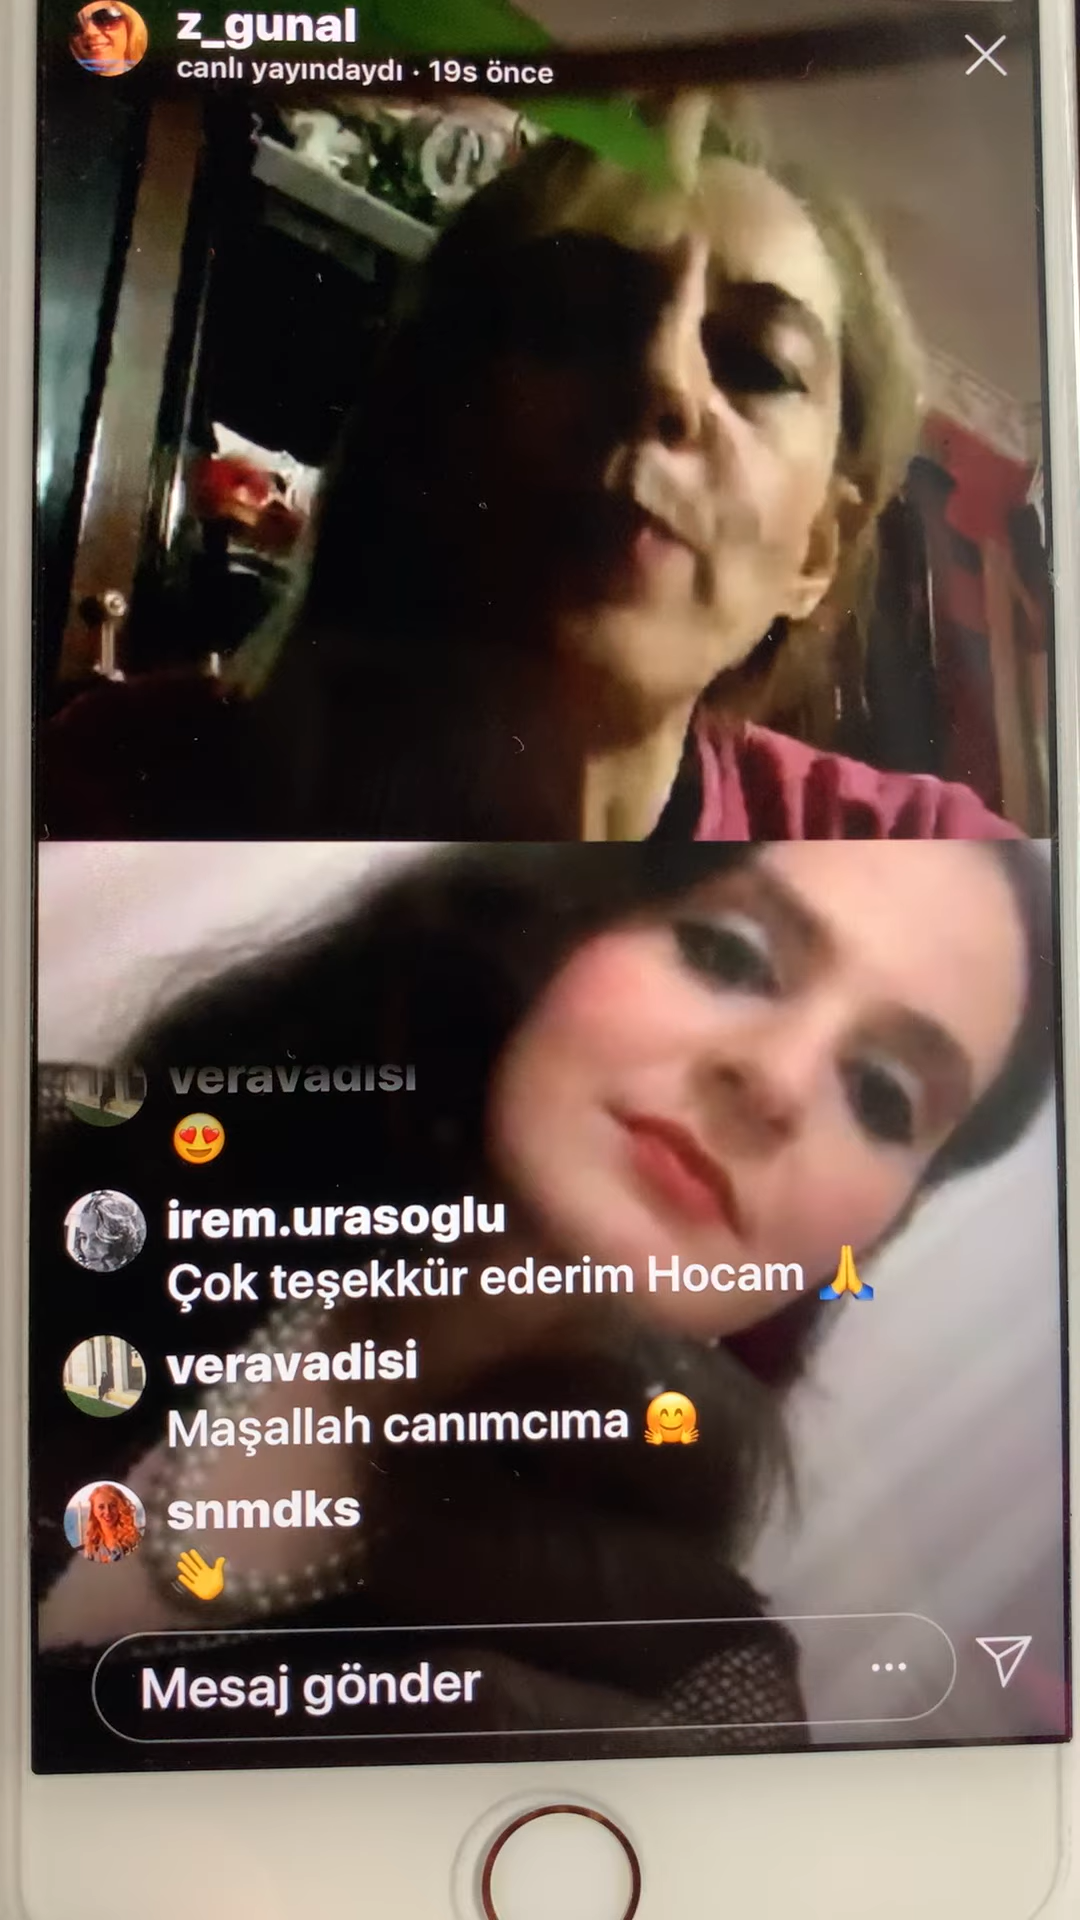 z_gunal
canlı yayındaydı · 19s önce
veravadisi
😍
irem.urasoglu
Çok teşekkür ederim Hocam 🙏
veravadisi
Maşallah canımcıma 🤗
snmdks
👋
Mesaj gönder